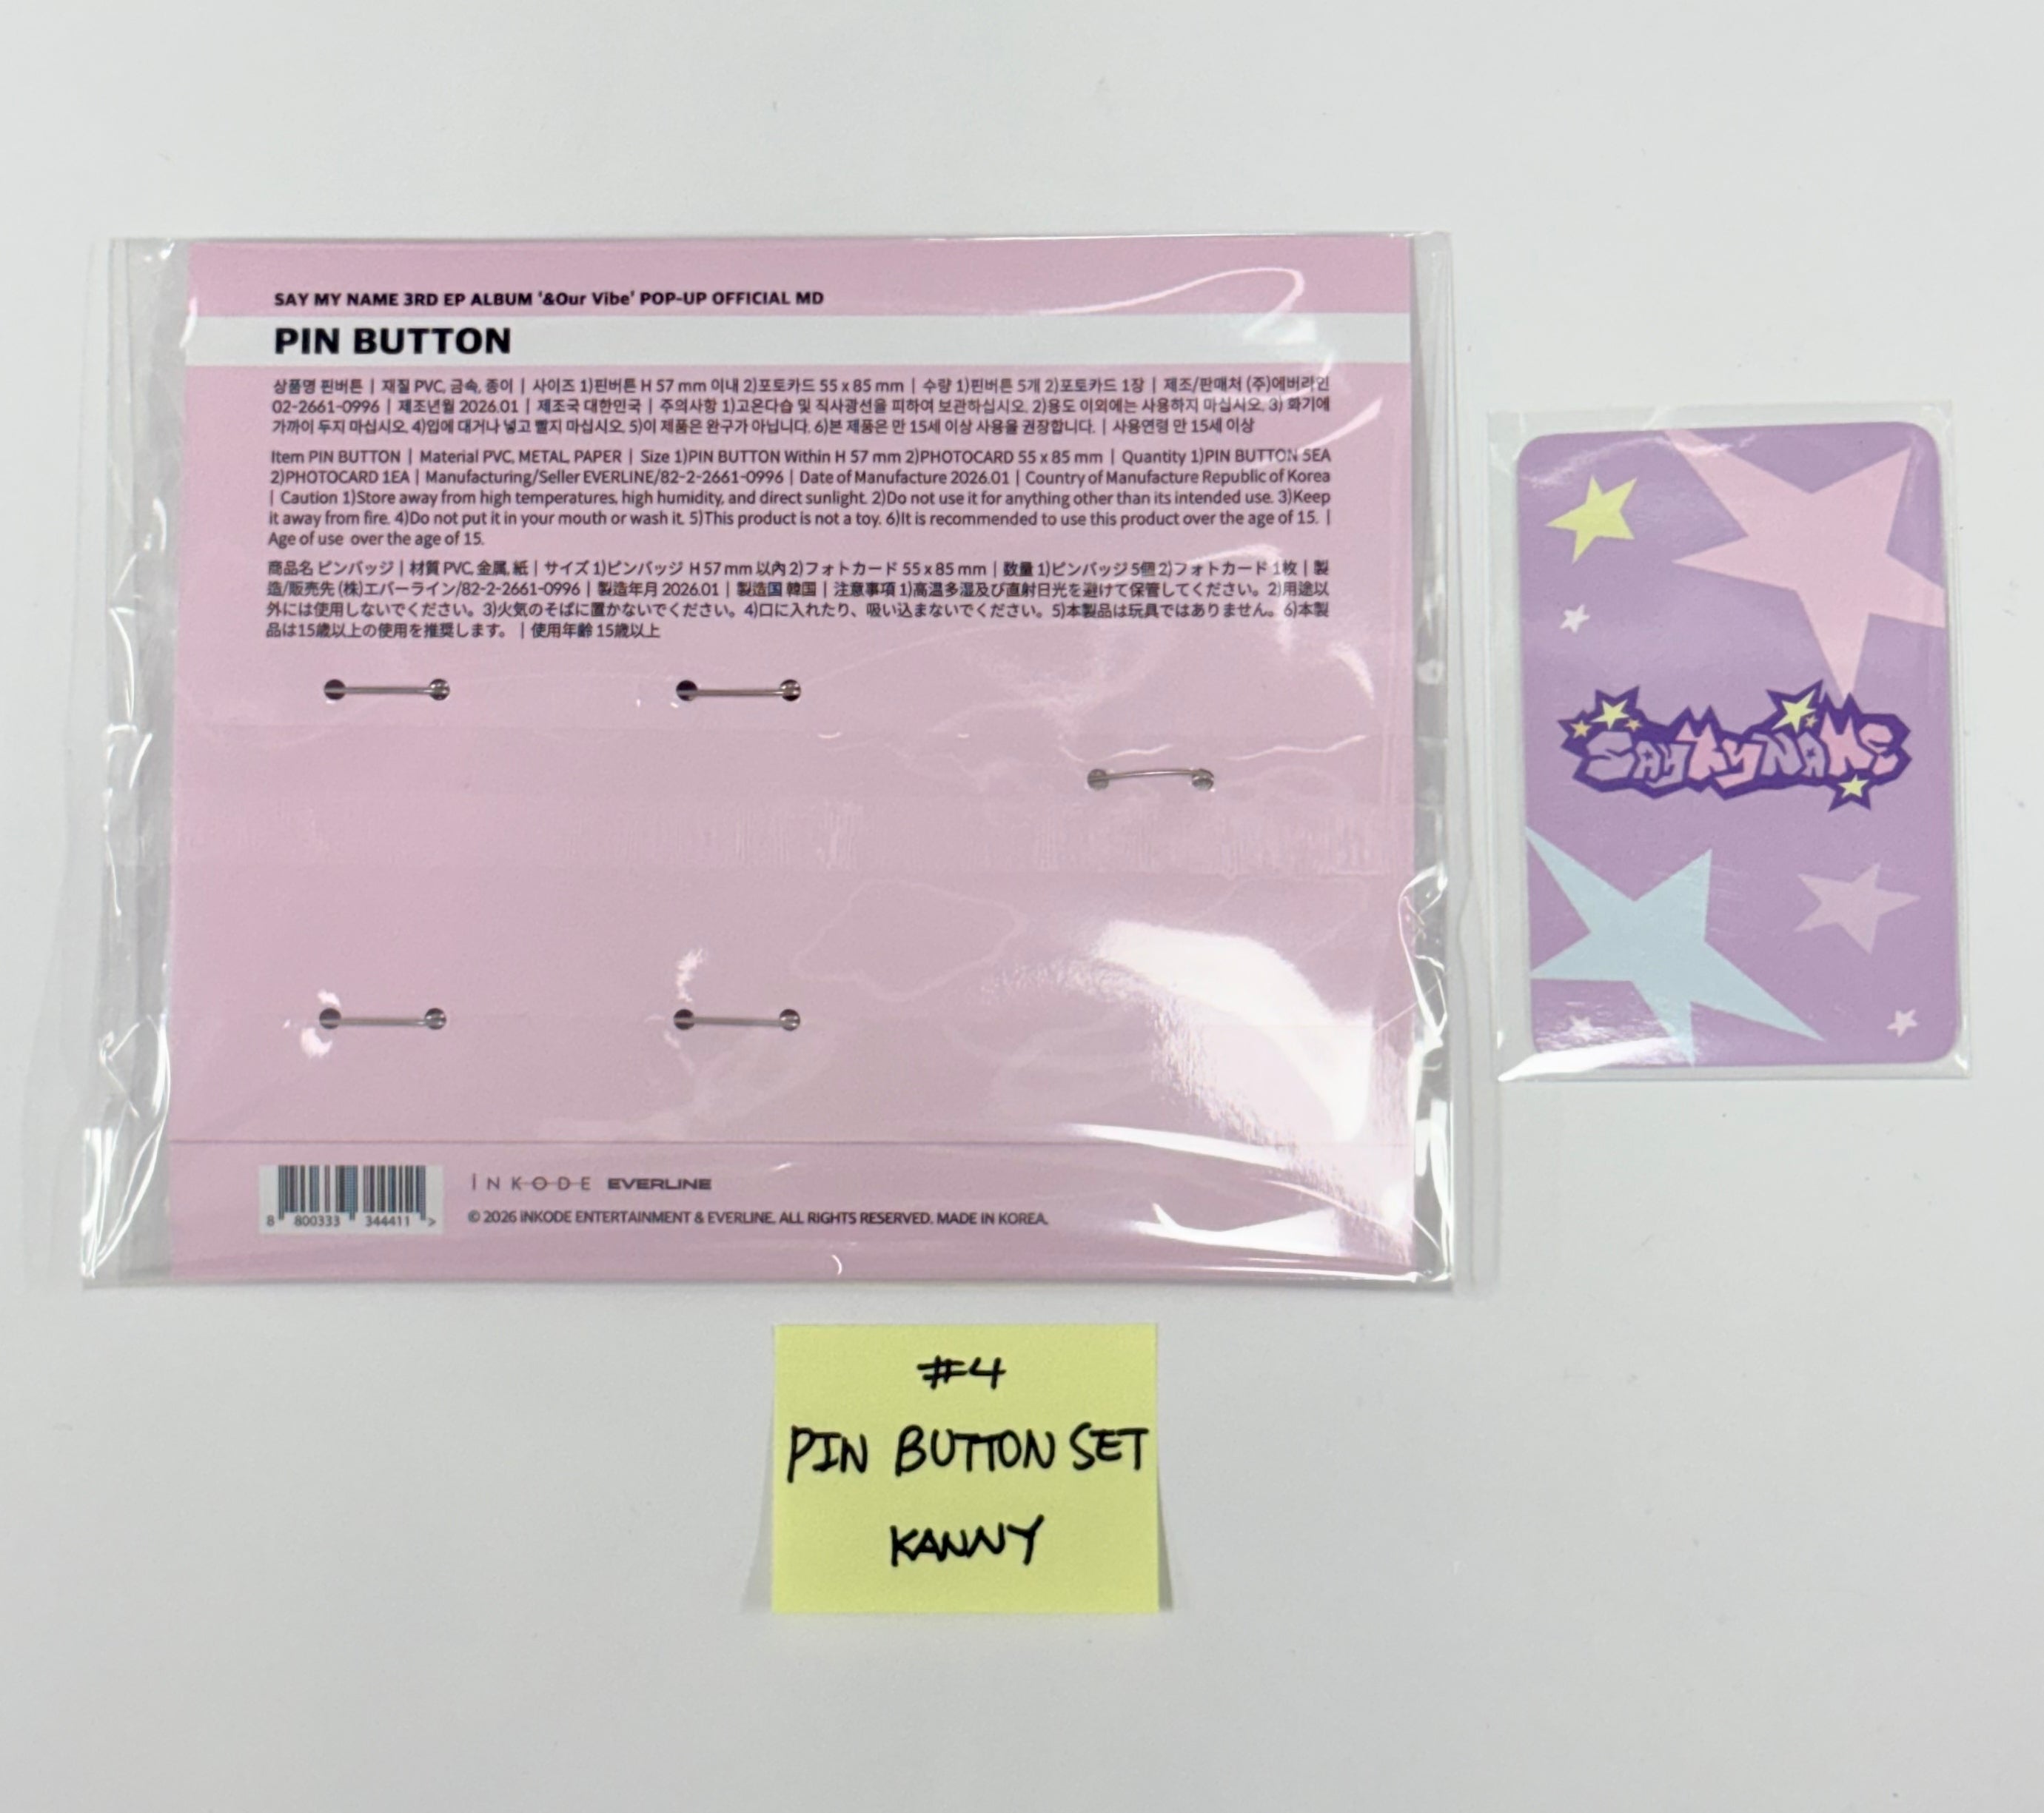 SAY MY NAME 3RD EP ALBUM '&Our Vibe' POP-UP OFFICIAL MD
PIN BUTTON
상품명 핀버튼 | 재질 PVC, 금속, 종이 | 사이즈 1)핀버튼 H 57 mm 이내 2)포토카드 55 x 85 mm | 수량 1)핀버튼 5개 2)포토카드 1장 | 제조/판매처 (주)에버라인
02-2661-0996 | 제조년월 2026.01 | 제조국 대한민국 | 주의사항 1)고온다습 및 직사광선을 피하여 보관하십시오. 2)용도 이외에는 사용하지 마십시오. 3) 화기에
가까이 두지 마십시오. 4)입에 대거나 넣고 빨지 마십시오. 5)이 제품은 완구가 아닙니다. 6)본 제품은 만 15세 이상 사용을 권장합니다. | 사용연령 만 15세 이상
Item PIN BUTTON | Material PVC, METAL, PAPER | Size 1)PIN BUTTON Within H 57 mm 2)PHOTOCARD 55 x 85 mm | Quantity 1)PIN BUTTON 5EA
2)PHOTOCARD 1EA | Manufacturing/Seller EVERLINE/82-2-2661-0996 | Date of Manufacture 2026.01 | Country of Manufacture Republic of Korea
| Caution 1)Store away from high temperatures, high humidity, and direct sunlight. 2)Do not use it for anything other than its intended use. 3)Keep
it away from fire. 4)Do not put it in your mouth or wash it. 5)This product is not a toy. 6)It is recommended to use this product over the age of 15. |
Age of use over the age of 15.
商品名 ピンバッジ | 材質 PVC, 金属, 紙 | サイズ 1)ピンバッジ H 57 mm 以内 2)フォトカード 55 x 85 mm | 数量 1)ピンバッジ 5個 2)フォトカード 1枚 | 製
造/販売先 (株)エバーライン/82-2-2661-0996 | 製造年月 2026.01 | 製造国 韓国 | 注意事項 1)高温多湿及び直射日光を避けて保管してください。2)用途以
外には使用しないでください。3)火気のそばに置かないでください。4)口に入れたり、吸い込まないでください。5)本製品は玩具ではありません。6)本製
品は15歳以上の使用を推奨します。 | 使用年齢 15歳以上
SAYMYNAME
iNKODE EVERLINE
8 800333 344411 >
© 2026 iNKODE ENTERTAINMENT & EVERLINE. ALL RIGHTS RESERVED. MADE IN KOREA.
#4
PIN BUTTON SET
KANNY